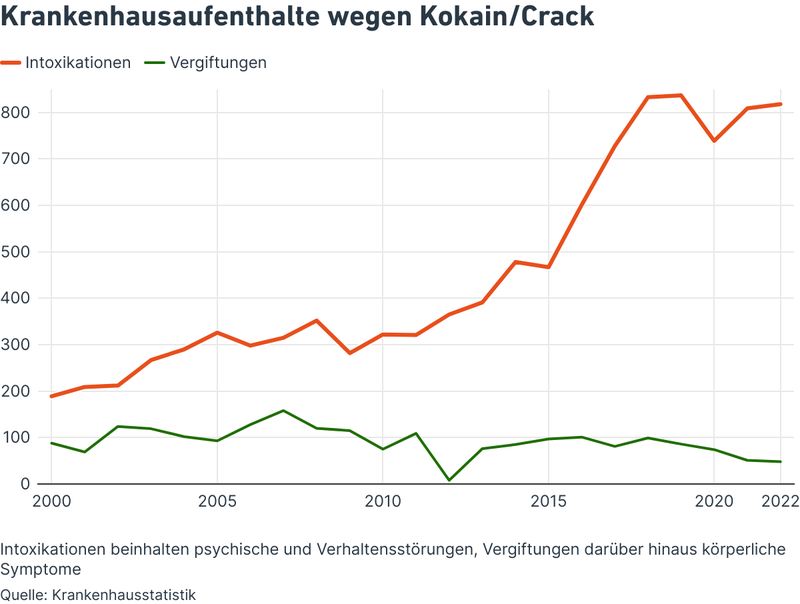 Krankenhausaufenthalte wegen Kokain/Crack
Intoxikationen Vergiftungen
800
700
600
500
400
300
200
100
0
2000 2005 2010 2015 2020 2022
Intoxikationen beinhalten psychische und Verhaltensstörungen, Vergiftungen darüber hinaus körperliche
Symptome
Quelle: Krankenhausstatistik